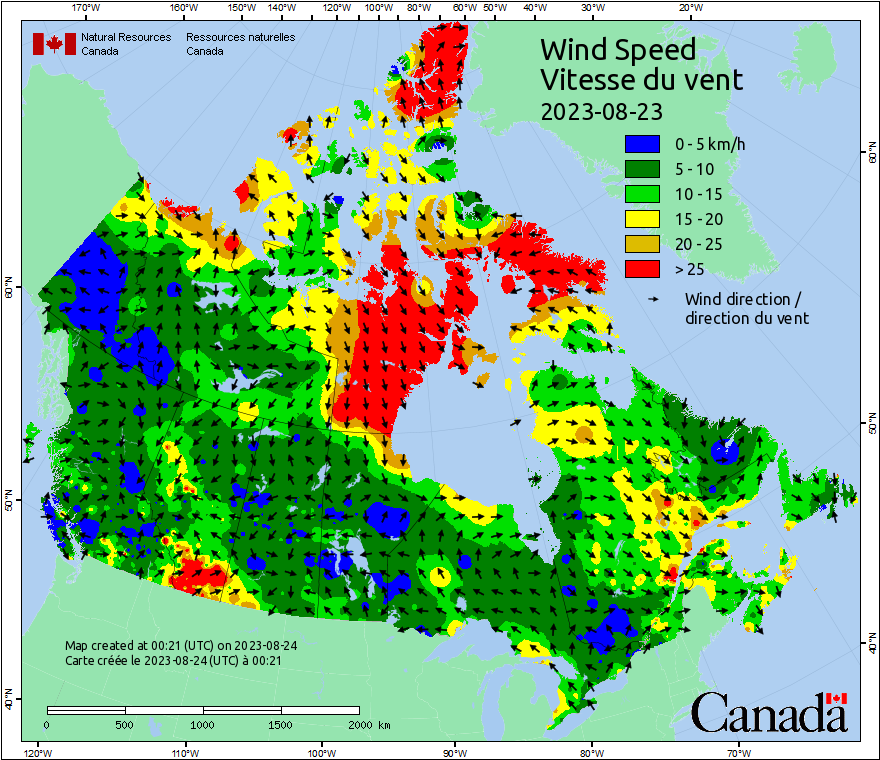 170°W 160°W 150°W 140°W 120°W 100°W 80°W 60°W 50°W 40°W 30°W 20°W
Natural Resources Canada
Ressources naturelles Canada
Wind Speed
Vitesse du vent
2023-08-23
0 - 5 km/h
5 - 10
10 - 15
15 - 20
20 - 25
> 25
Wind direction /
direction du vent
60°N
60°N
50°N
50°N
40°N
40°N
Map created at 00:21 (UTC) on 2023-08-24
Carte créée le 2023-08-24 (UTC) à 00:21
0 500 1000 1500 2000 km
Canada
120°W 110°W 100°W 90°W 80°W 70°W